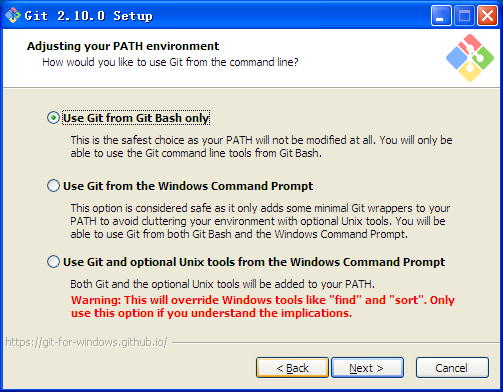 Git 2.10.0 Setup
Adjusting your PATH environment
How would you like to use Git from the command line?
Use Git from Git Bash only
This is the safest choice as your PATH will not be modified at all. You will only be
able to use the Git command line tools from Git Bash.
Use Git from the Windows Command Prompt
This option is considered safe as it only adds some minimal Git wrappers to your
PATH to avoid cluttering your environment with optional Unix tools. You will be
able to use Git from both Git Bash and the Windows Command Prompt.
Use Git and optional Unix tools from the Windows Command Prompt
Both Git and the optional Unix tools will be added to your PATH.
Warning: This will override Windows tools like "find" and "sort". Only
use this option if you understand the implications.
https://git-for-windows.github.io/
< Back
Next >
Cancel